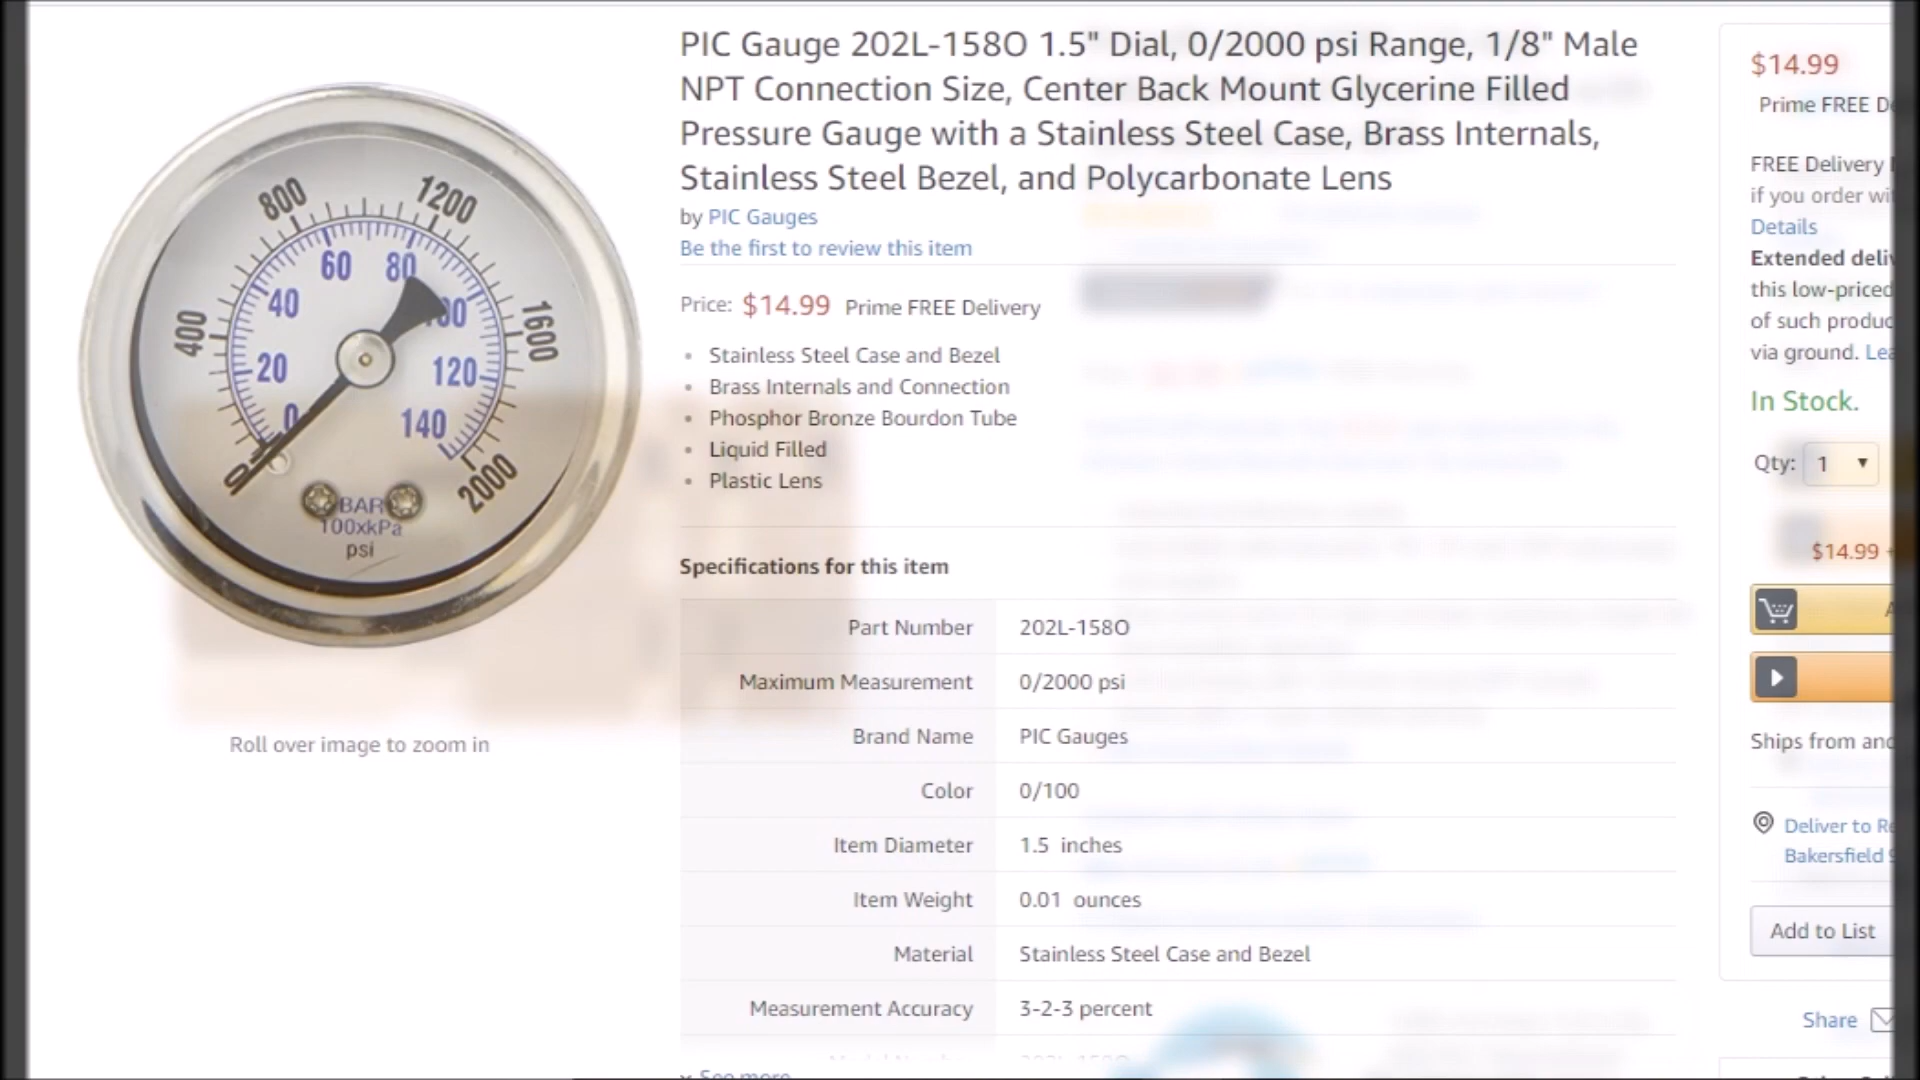 PIC Gauge 202L-158O 1.5" Dial, 0/2000 psi Range, 1/8" Male
NPT Connection Size, Center Back Mount Glycerine Filled
Pressure Gauge with a Stainless Steel Case, Brass Internals,
Stainless Steel Bezel, and Polycarbonate Lens
by PIC Gauges
Be the first to review this item
Price: $14.99 Prime FREE Delivery
• Stainless Steel Case and Bezel
• Brass Internals and Connection
• Phosphor Bronze Bourdon Tube
• Liquid Filled
• Plastic Lens
Specifications for this item
Part Number 202L-158O
Maximum Measurement 0/2000 psi
Brand Name PIC Gauges
Color 0/100
Item Diameter 1.5 inches
Item Weight 0.01 ounces
Material Stainless Steel Case and Bezel
Measurement Accuracy 3-2-3 percent
See more
800 1200
400 1600
0 2000
60 80
40 100
20 120
0 140
BAR
100xkPa
psi
Roll over image to zoom in
$14.99
Prime FREE
FREE Delivery
if you order
Details
Extended
this low-priced
of such
via ground.
In Stock.
Qty: 1
$14.99 +
Ships from
Deliver to
Bakersfield
Add to List
Share